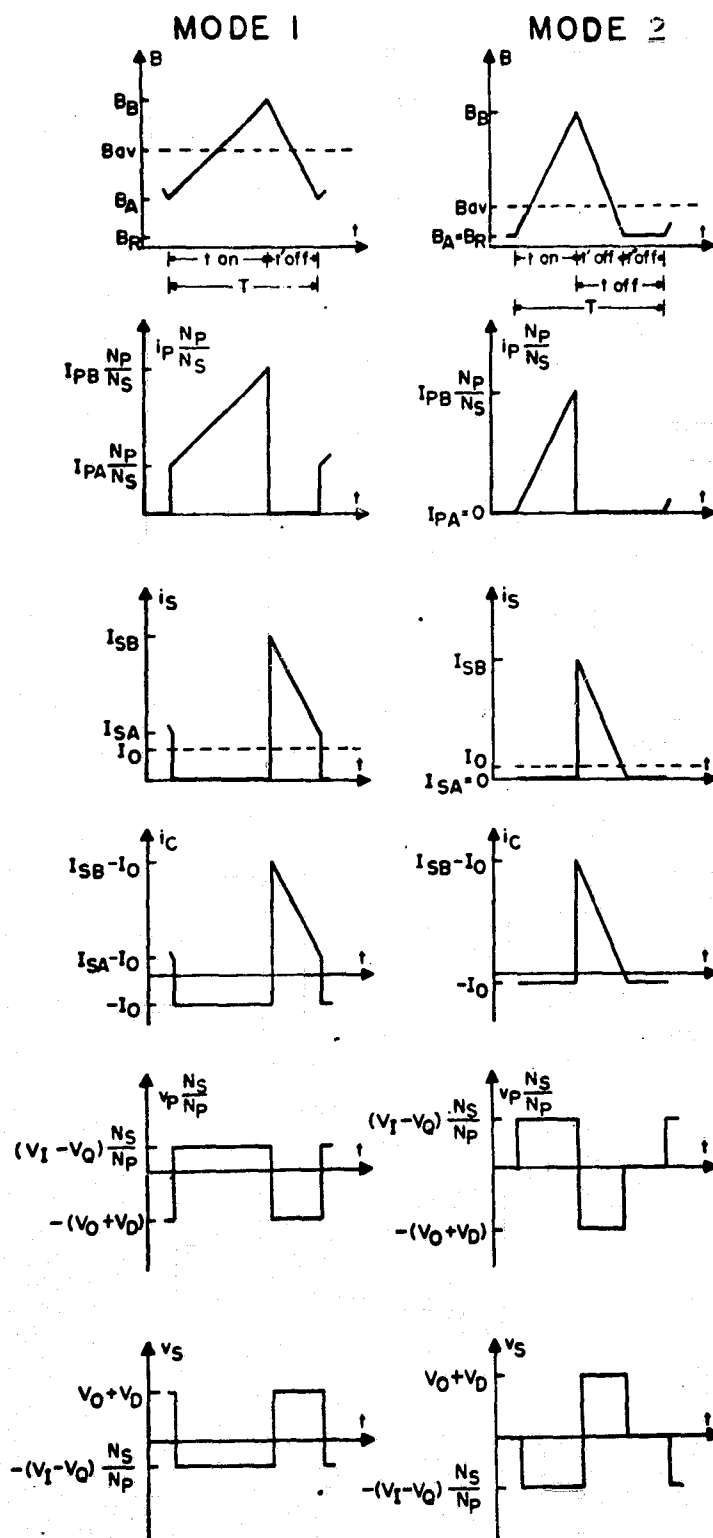 MODE 1
B
B_B
Bav
B_A
B_R
t
t on
t'off
T
i_P N_P/N_S
I_PB N_P/N_S
I_PA N_P/N_S
t
i_S
I_SB
I_SA
I_O
t
i_C
I_SB-I_O
I_SA-I_O
-I_O
t
v_P N_S/N_P
(V_I-V_Q) N_S/N_P
-(V_O+V_D)
t
v_S
V_O+V_D
-(V_I-V_Q) N_S/N_P
t
MODE 2
B
B_B
Bav
B_A=B_R
t
t on
t' off
t"off
t off
T
i_P N_P/N_S
I_PB N_P/N_S
I_PA=0
t
i_S
I_SB
I_O
I_SA=0
t
i_C
I_SB-I_O
-I_O
t
v_P N_S/N_P
(V_I-V_Q) N_S/N_P
-(V_O+V_D)
t
v_S
V_O+V_D
-(V_I-V_Q) N_S/N_P
t